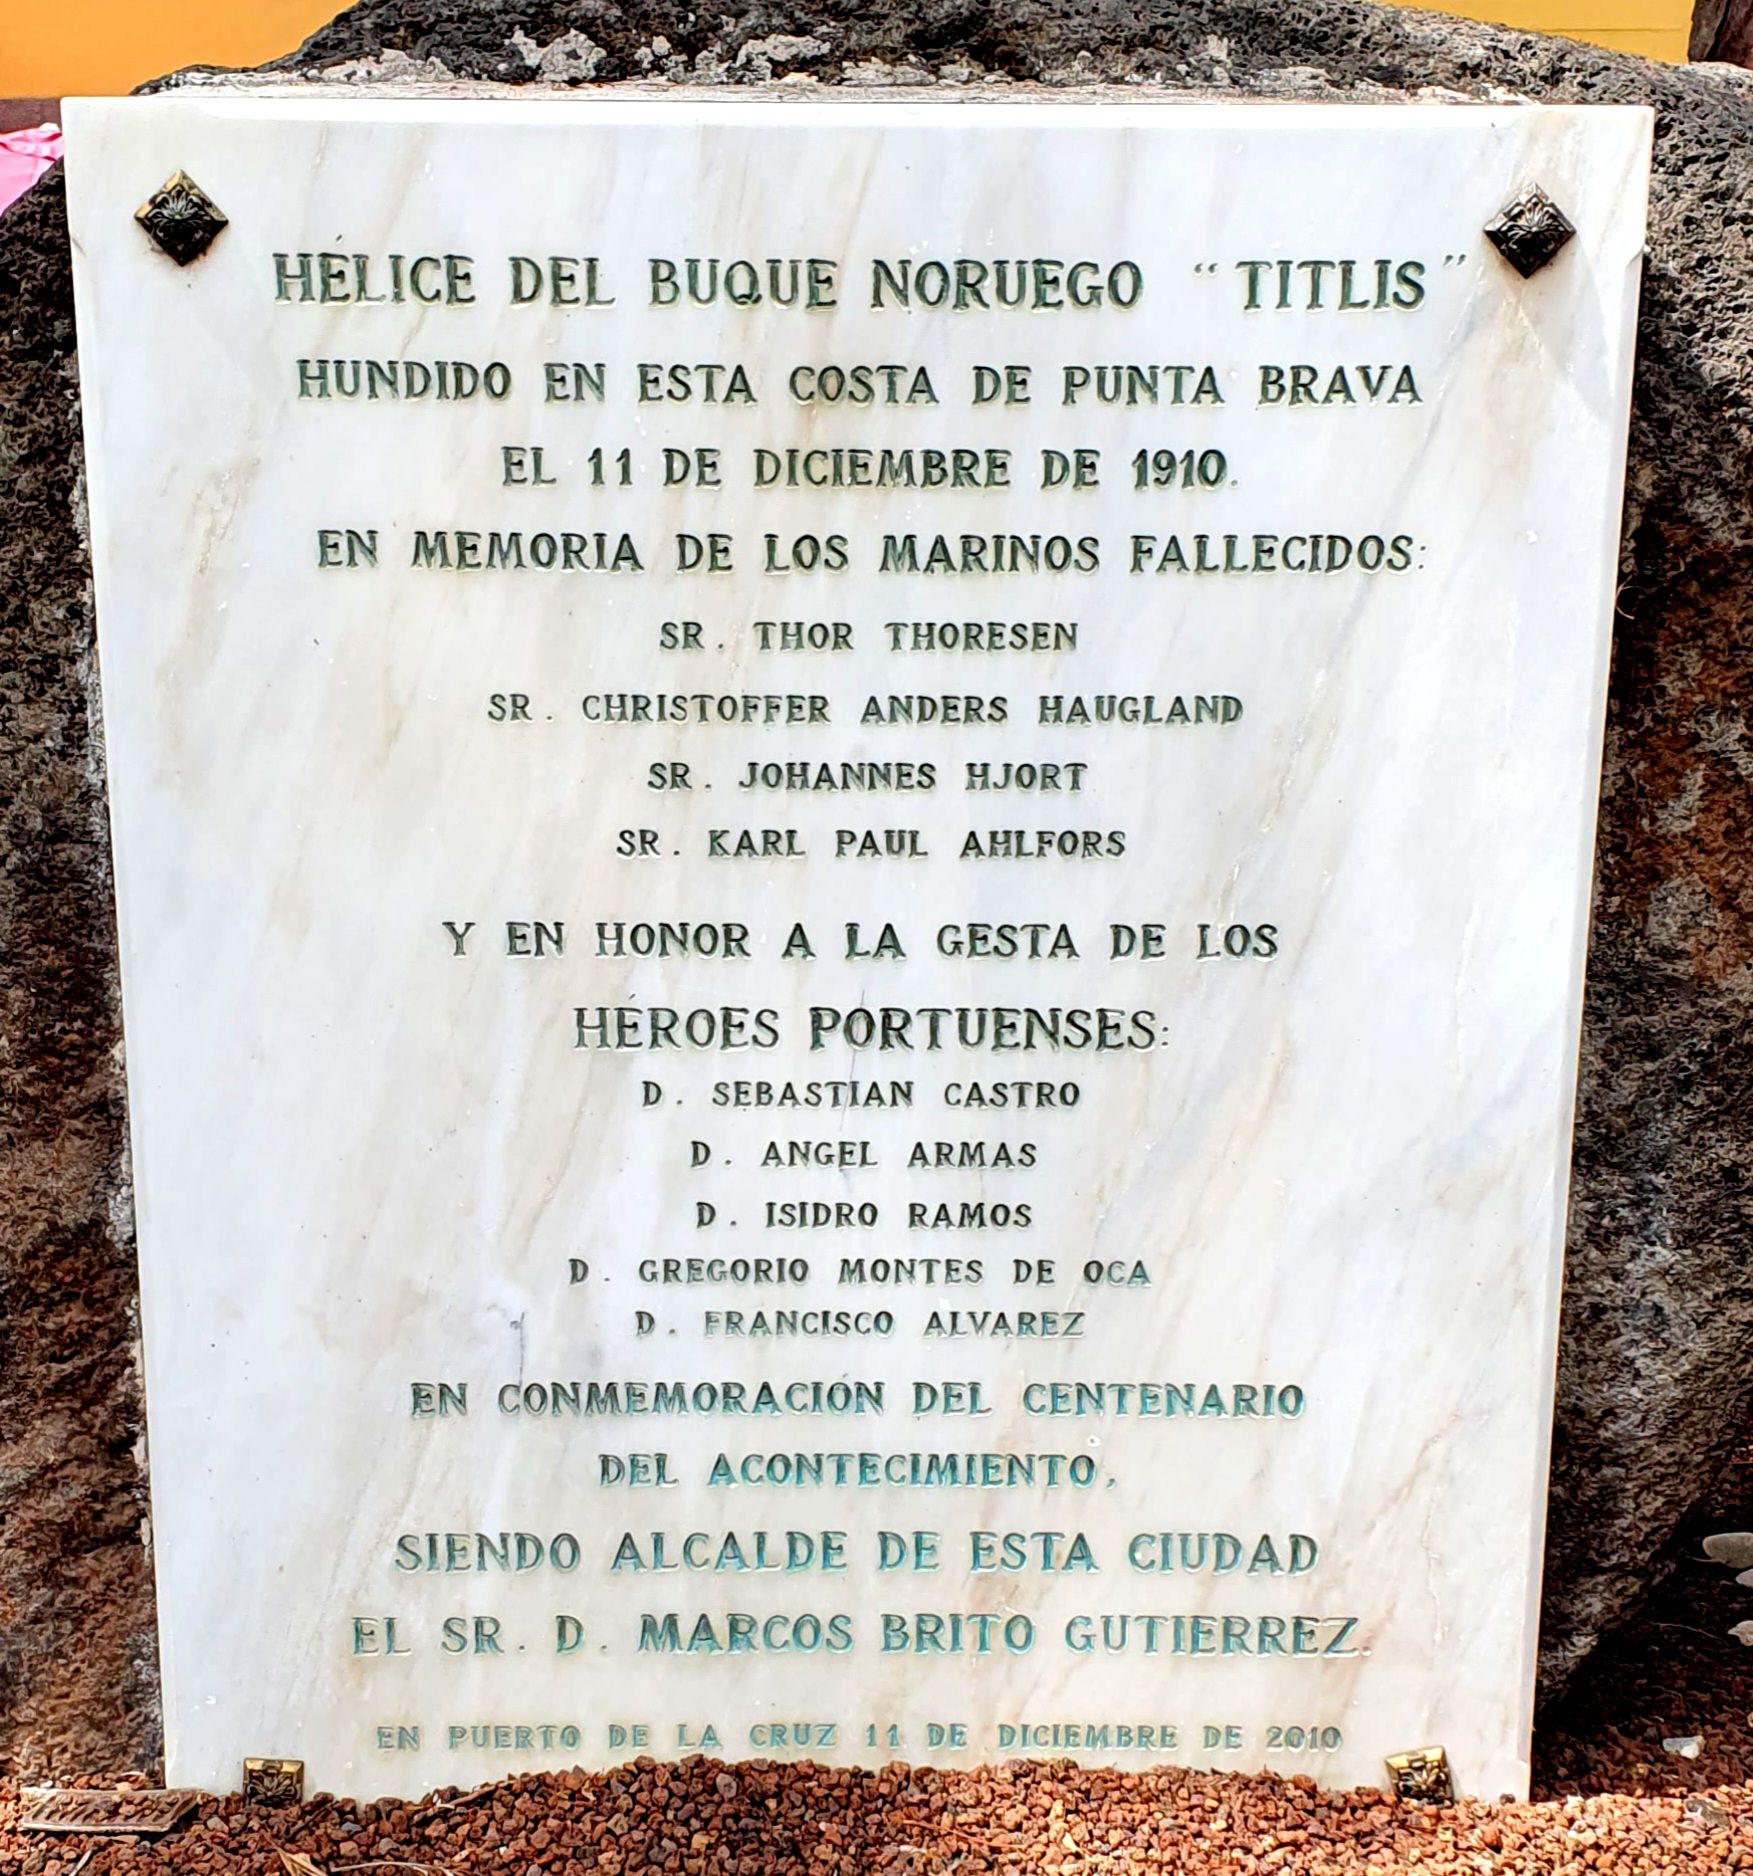 HÉLICE DEL BUQUE NORUEGO "TITLIS"
HUNDIDO EN ESTA COSTA DE PUNTA BRAVA
EL 11 DE DICIEMBRE DE 1910.
EN MEMORIA DE LOS MARINOS FALLECIDOS:
SR. THOR THORESEN
SR. CHRISTOFFER ANDERS HAUGLAND
SR. JOHANNES HJORT
SR. KARL PAUL AHLFORS
Y EN HONOR A LA GESTA DE LOS
HÉROES PORTUENSES:
D. SEBASTIAN CASTRO
D. ANGEL ARMAS
D. ISIDRO RAMOS
D. GREGORIO MONTES DE OCA
D. FRANCISCO ALVAREZ
EN CONMEMORACIÓN DEL CENTENARIO
DEL ACONTECIMIENTO,
SIENDO ALCALDE DE ESTA CIUDAD
EL SR. D. MARCOS BRITO GUTIERREZ.
EN PUERTO DE LA CRUZ 11 DE DICIEMBRE DE 2010